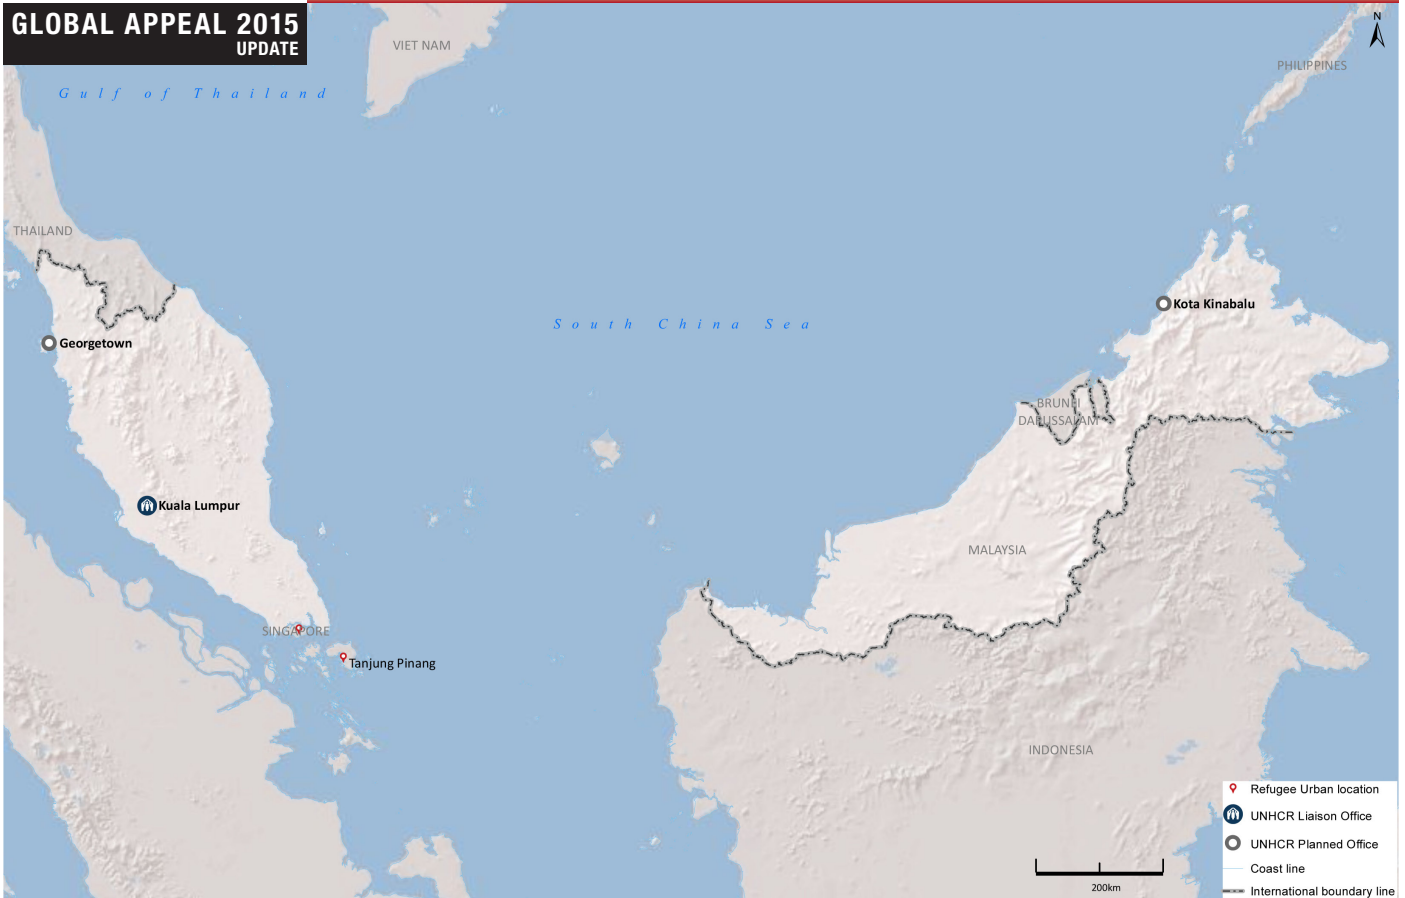 GLOBAL APPEAL 2015
UPDATE
N
VIET NAM
PHILIPPINES
Gulf of Thailand
THAILAND
Kota Kinabalu
South China Sea
Georgetown
BRUNEI
DARUSSALAM
Kuala Lumpur
MALAYSIA
SINGAPORE
Tanjung Pinang
INDONESIA
Refugee Urban location
UNHCR Liaison Office
UNHCR Planned Office
Coast line
International boundary line
200km